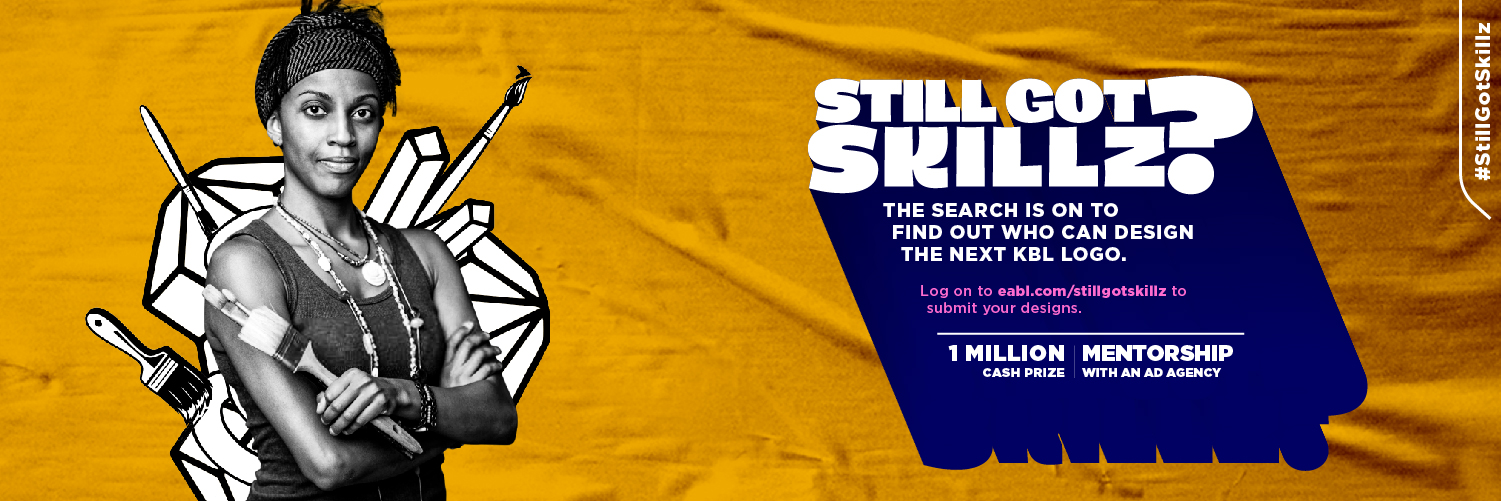 STILL GOT
SKILLZ?
THE SEARCH IS ON TO
FIND OUT WHO CAN DESIGN
THE NEXT KBL LOGO.
Log on to eabl.com/stillgotskillz to
submit your designs.
1 MILLION
CASH PRIZE
MENTORSHIP
WITH AN AD AGENCY
#StillGotSkillz